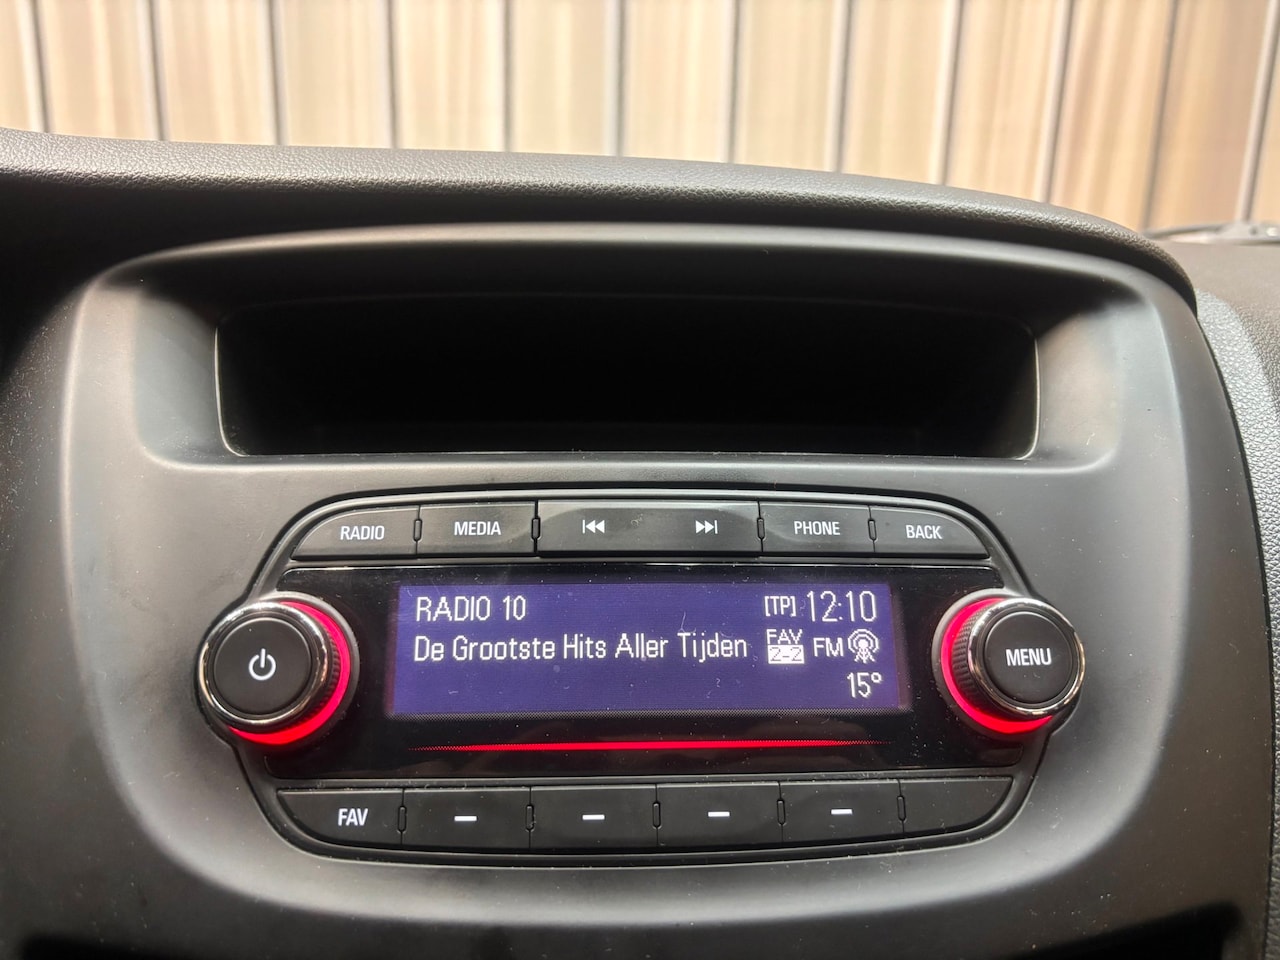 RADIO MEDIA PHONE BACK
RADIO 10 [TP] 12:10
De Grootste Hits Aller Tijden FAV 2-2 FM
15°
MENU
FAV